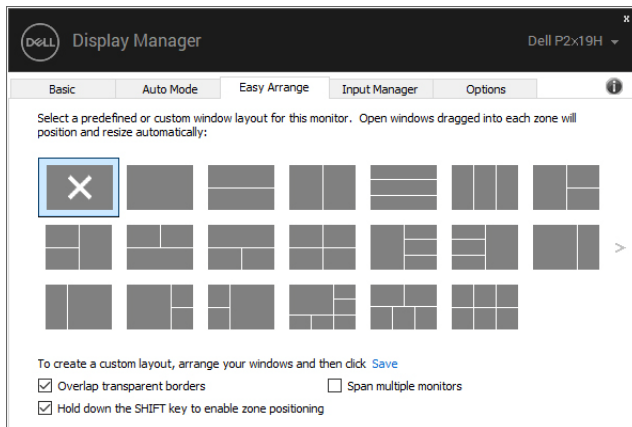 x
DELL Display Manager Dell P2x19H
Basic Auto Mode Easy Arrange Input Manager Options
Select a predefined or custom window layout for this monitor. Open windows dragged into each zone will
position and resize automatically:
>
To create a custom layout, arrange your windows and then click Save
Overlap transparent borders Span multiple monitors
Hold down the SHIFT key to enable zone positioning